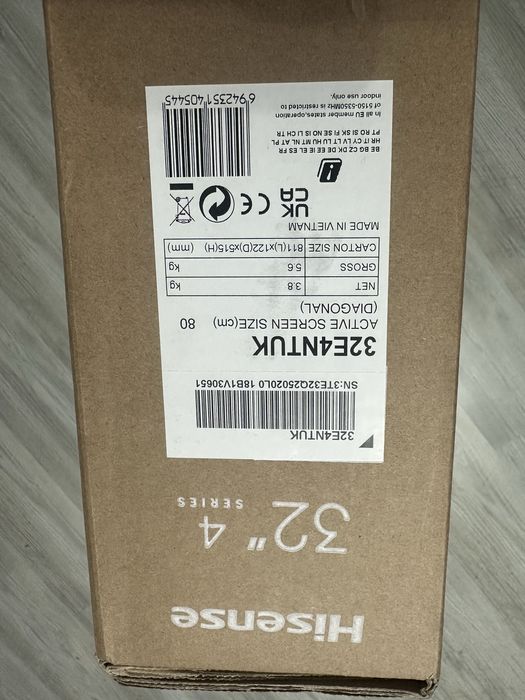 Hisense
32" 4
SERIES
32E4NTUK
SN:3TE32Q25020L0 18B1V30651
32E4NTUK
ACTIVE SCREEN SIZE(cm) 80
(DIAGONAL)
NET 3.8 kg
GROSS 5.6 kg
CARTON SIZE 811(L)x122(D)x515(H) (mm)
MADE IN VIETNAM
UK
CA CE
BE BG CZ DK DE EE IE EL ES FR
HR IT CY LV LT LU HU MT NL AT PL
PT RO SI SK FI SE NO IS LI CH TR
In all EU member states,operation
of 5150-5350MHz is restricted to
indoor use only.
6 942351 405445